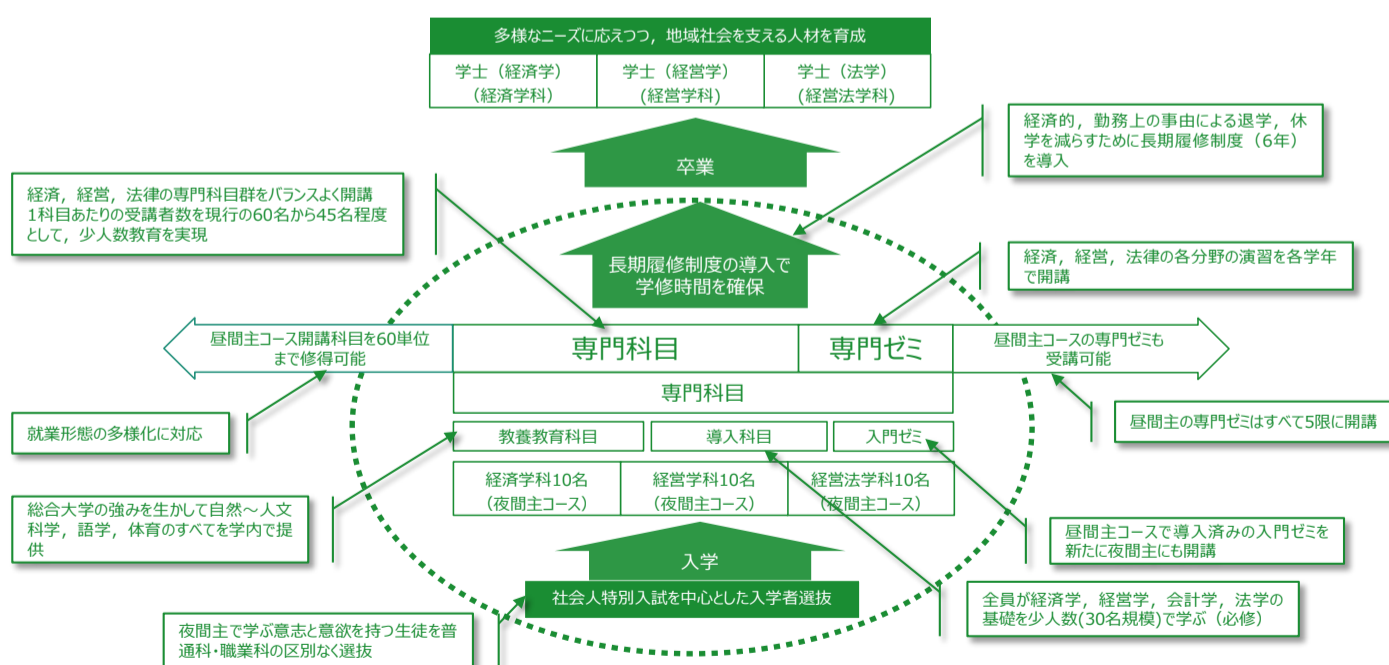 多様なニーズに応えつつ，地域社会を支える人材を育成
学士（経済学）
（経済学科）
学士（経営学）
(経営学科)
学士（法学）
(経営法学科)
経済的，勤務上の事由による退学，休
学を減らすために長期履修制度（6年）
を導入
卒業
経済，経営，法律の専門科目群をバランスよく開講
1科目あたりの受講者数を現行の60名から45名程度
として，少人数教育を実現
長期履修制度の導入で
学修時間を確保
経済，経営，法律の各分野の演習を各学年
で開講
昼間主コース開講科目を60単位
まで修得可能
専門科目
専門ゼミ
昼間主コースの専門ゼミも
受講可能
専門科目
就業形態の多様化に対応
昼間主の専門ゼミはすべて5限に開講
教養教育科目
導入科目
入門ゼミ
経済学科10名
（夜間主コース）
経営学科10名
（夜間主コース）
経営法学科10名
（夜間主コース）
総合大学の強みを生かして自然～人文
科学，語学，体育のすべてを学内で提
供
昼間主コースで導入済みの入門ゼミを
新たに夜間主にも開講
入学
社会人特別入試を中心とした入学者選抜
全員が経済学，経営学，会計学，法学の
基礎を少人数(30名規模)で学ぶ（必修）
夜間主で学ぶ意志と意欲を持つ生徒を普
通科・職業科の区別なく選抜